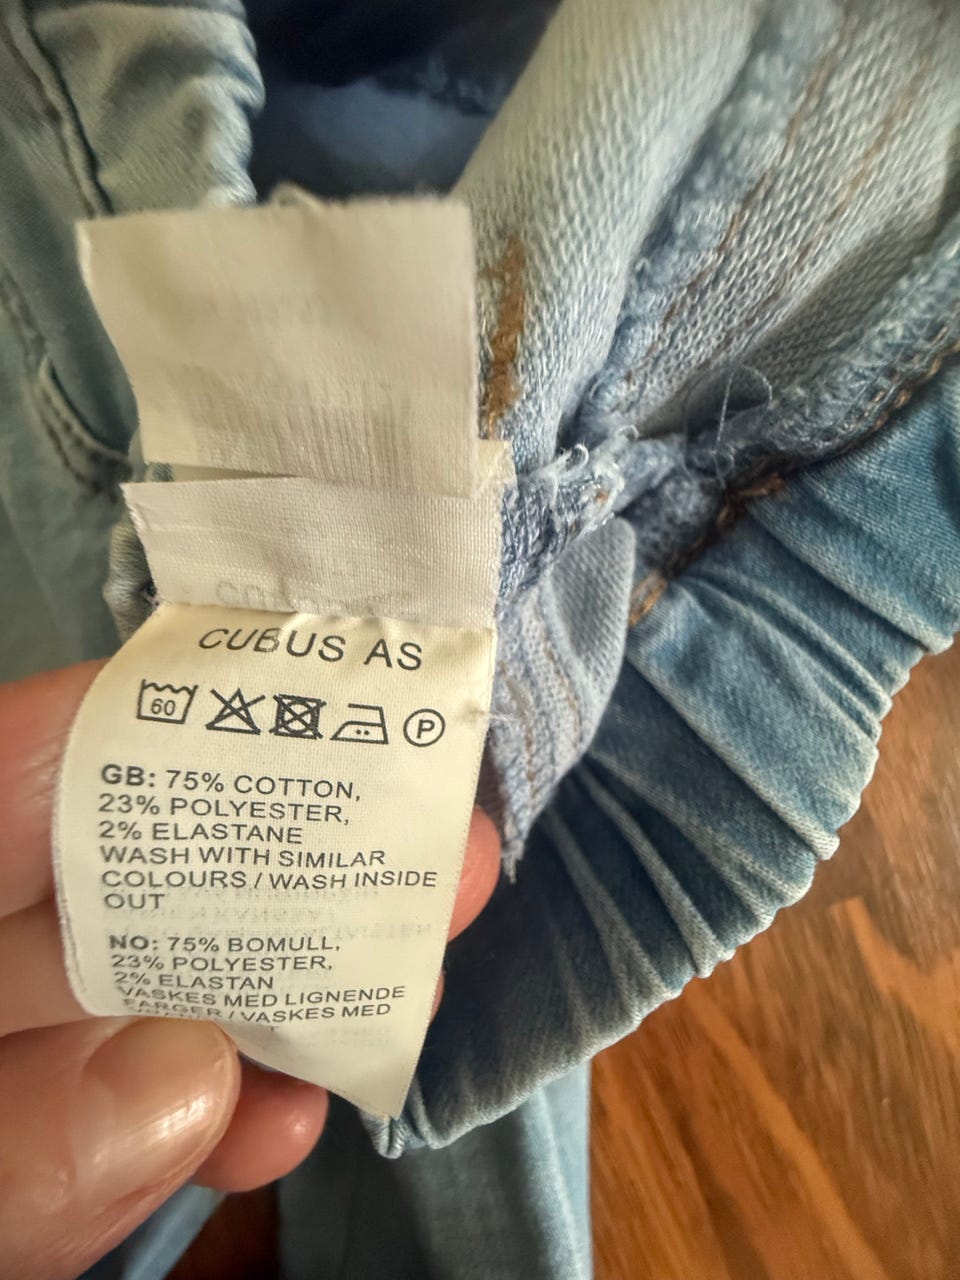 CUBUS AS
60
P
GB: 75% COTTON,
23% POLYESTER,
2% ELASTANE
WASH WITH SIMILAR
COLOURS / WASH INSIDE
OUT
NO: 75% BOMULL,
23% POLYESTER,
2% ELASTAN
VASKES MED LIGNENDE
FARGER / VASKES MED